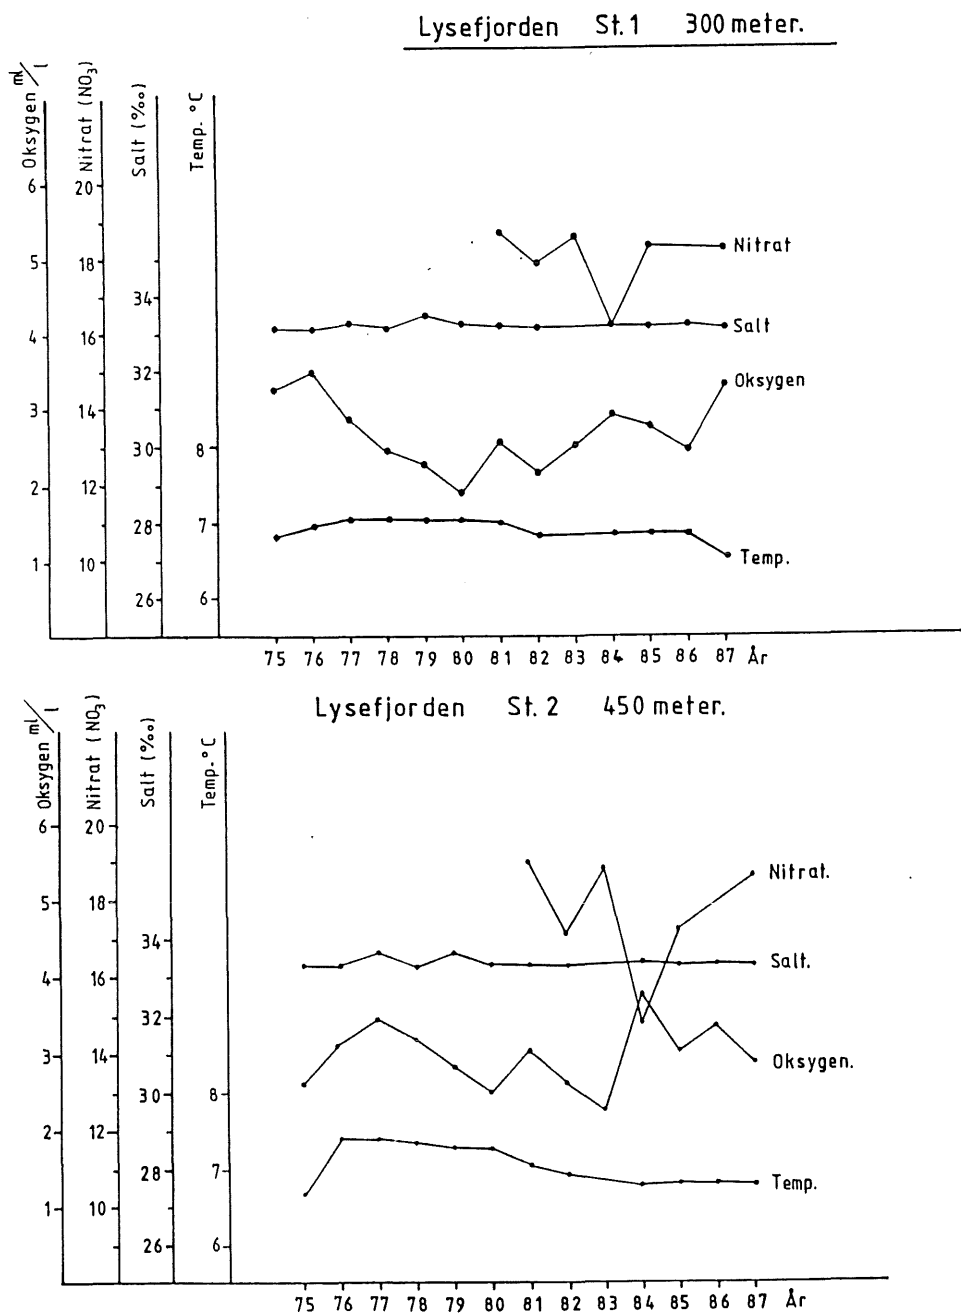 Lysefjorden St.1 300 meter.
Oksygen ml/l
Nitrat (NO3)
Salt (‰)
Temp. °C
6 20
5 18 34
4 16
32
3 14
30 8
2 12
28 7
1 10
26 6
Nitrat
Salt
Oksygen
Temp.
75 76 77 78 79 80 81 82 83 84 85 86 87 År
Lysefjorden St. 2 450 meter.
Oksygen ml/l
Nitrat (NO3)
Salt (‰)
Temp. °C
6 20
5 18
34
4 16
32
3 14
30 8
2 12
28 7
1 10
26 6
Nitrat.
Salt.
Oksygen.
Temp.
75 76 77 78 79 80 81 82 83 84 85 86 87 År